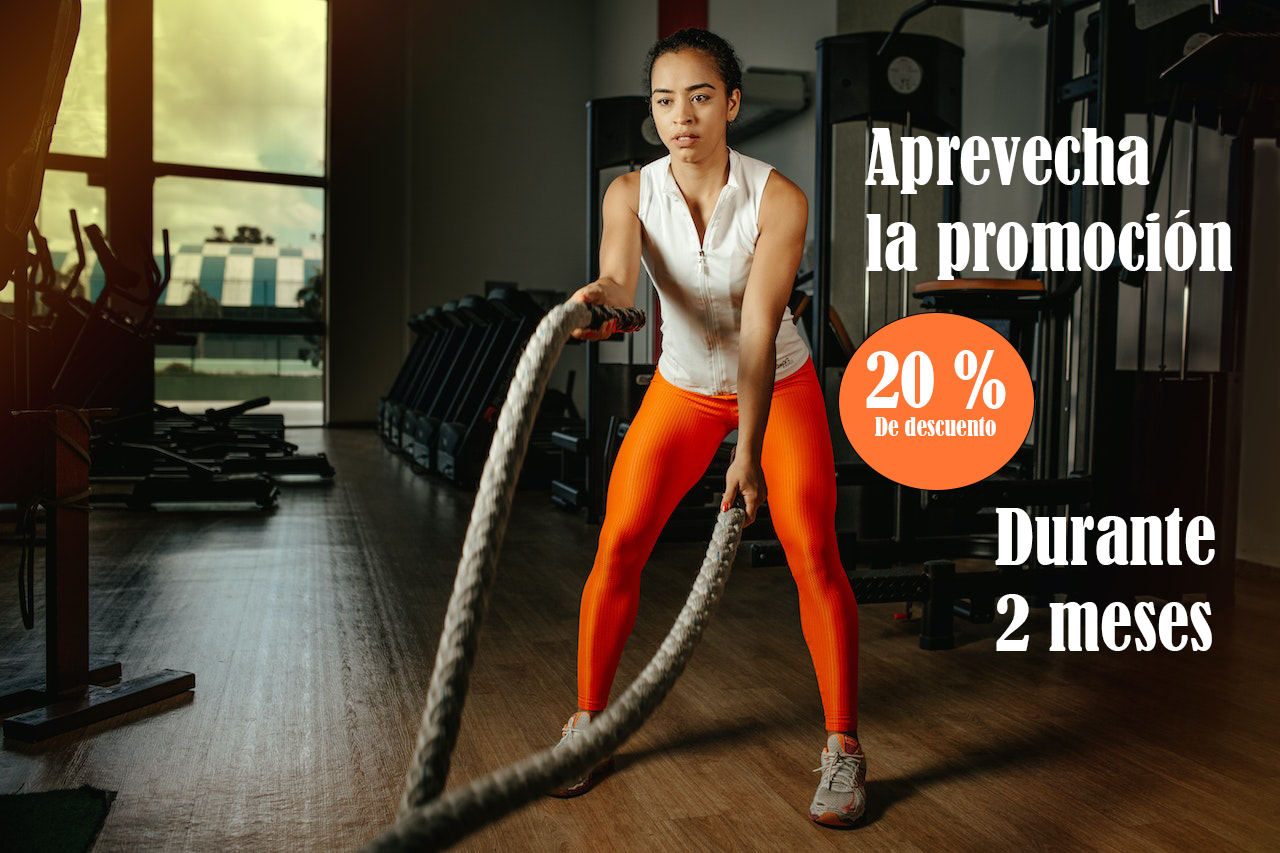 Aprevecha
la promoción
20 %
De descuento
Durante
2 meses